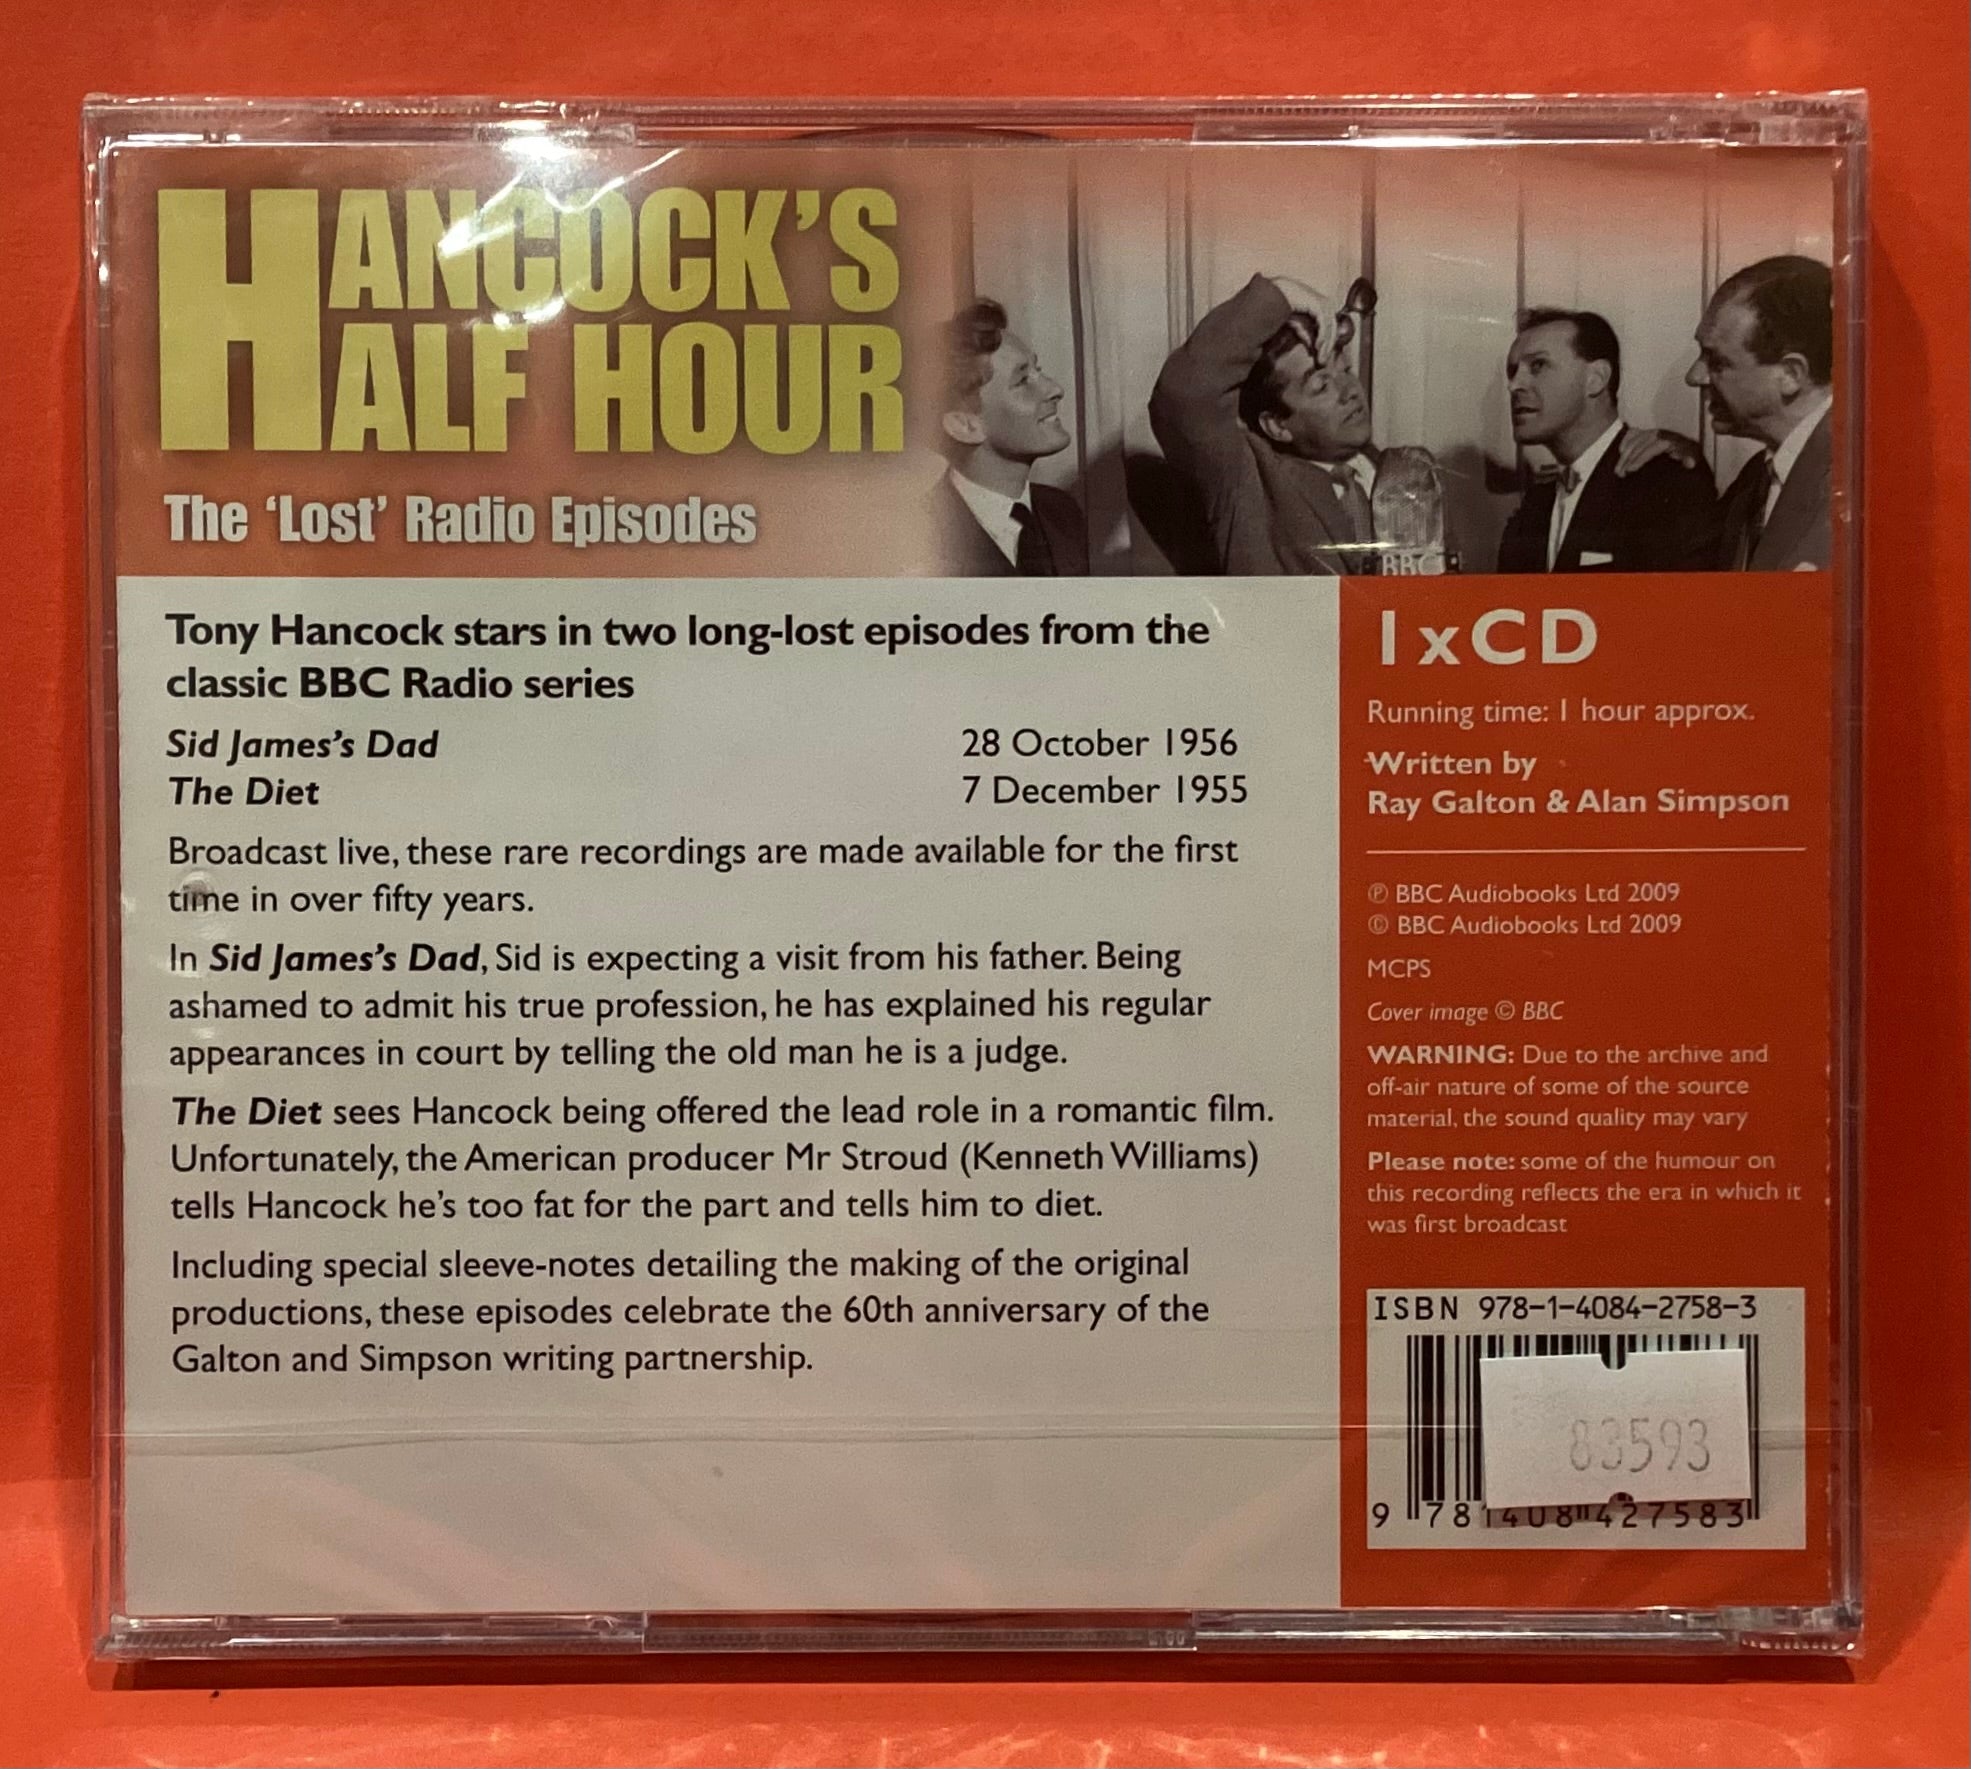 HANCOCK'S
HALF HOUR
The 'Lost' Radio Episodes
BBC
Tony Hancock stars in two long-lost episodes from the
classic BBC Radio series
Sid James's Dad 28 October 1956
The Diet 7 December 1955
Broadcast live, these rare recordings are made available for the first
time in over fifty years.
In Sid James's Dad, Sid is expecting a visit from his father. Being
ashamed to admit his true profession, he has explained his regular
appearances in court by telling the old man he is a judge.
The Diet sees Hancock being offered the lead role in a romantic film.
Unfortunately, the American producer Mr Stroud (Kenneth Williams)
tells Hancock he's too fat for the part and tells him to diet.
Including special sleeve-notes detailing the making of the original
productions, these episodes celebrate the 60th anniversary of the
Galton and Simpson writing partnership.
1 x CD
Running time: 1 hour approx.
Written by
Ray Galton & Alan Simpson
℗ BBC Audiobooks Ltd 2009
© BBC Audiobooks Ltd 2009
MCPS
Cover image © BBC
WARNING: Due to the archive and
off-air nature of some of the source
material, the sound quality may vary
Please note: some of the humour on
this recording reflects the era in which it
was first broadcast
ISBN 978-1-4084-2758-3
83593
9 781408 427583